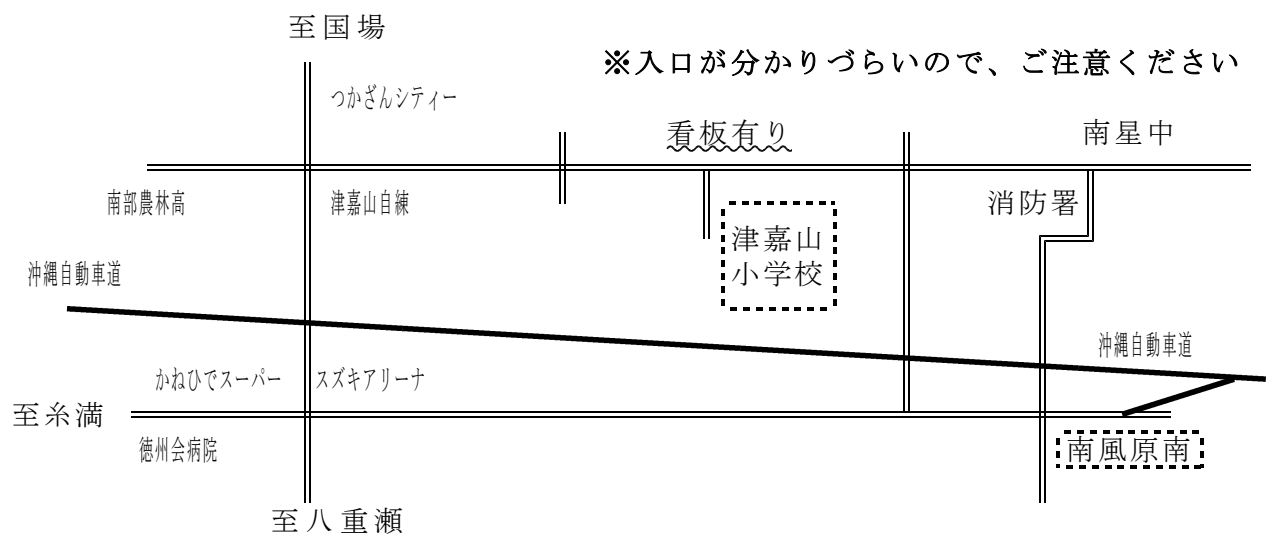 至国場
※入口が分かりづらいので、ご注意ください
つかざんシティー
看板有り
南星中
南部農林高
津嘉山自練
消防署
津嘉山
小学校
沖縄自動車道
沖縄自動車道
かねひでスーパー
スズキアリーナ
至糸満
徳州会病院
南風原南
至八重瀬